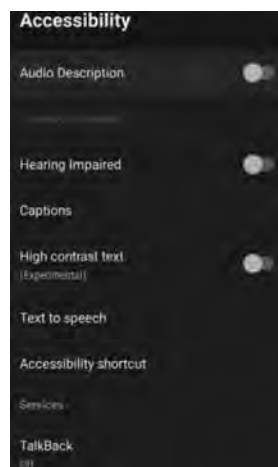 Accessibility
Audio Description
Hearing Impaired
Captions
High contrast text
(Experimental)
Text to speech
Accessibility shortcut
Services
TalkBack